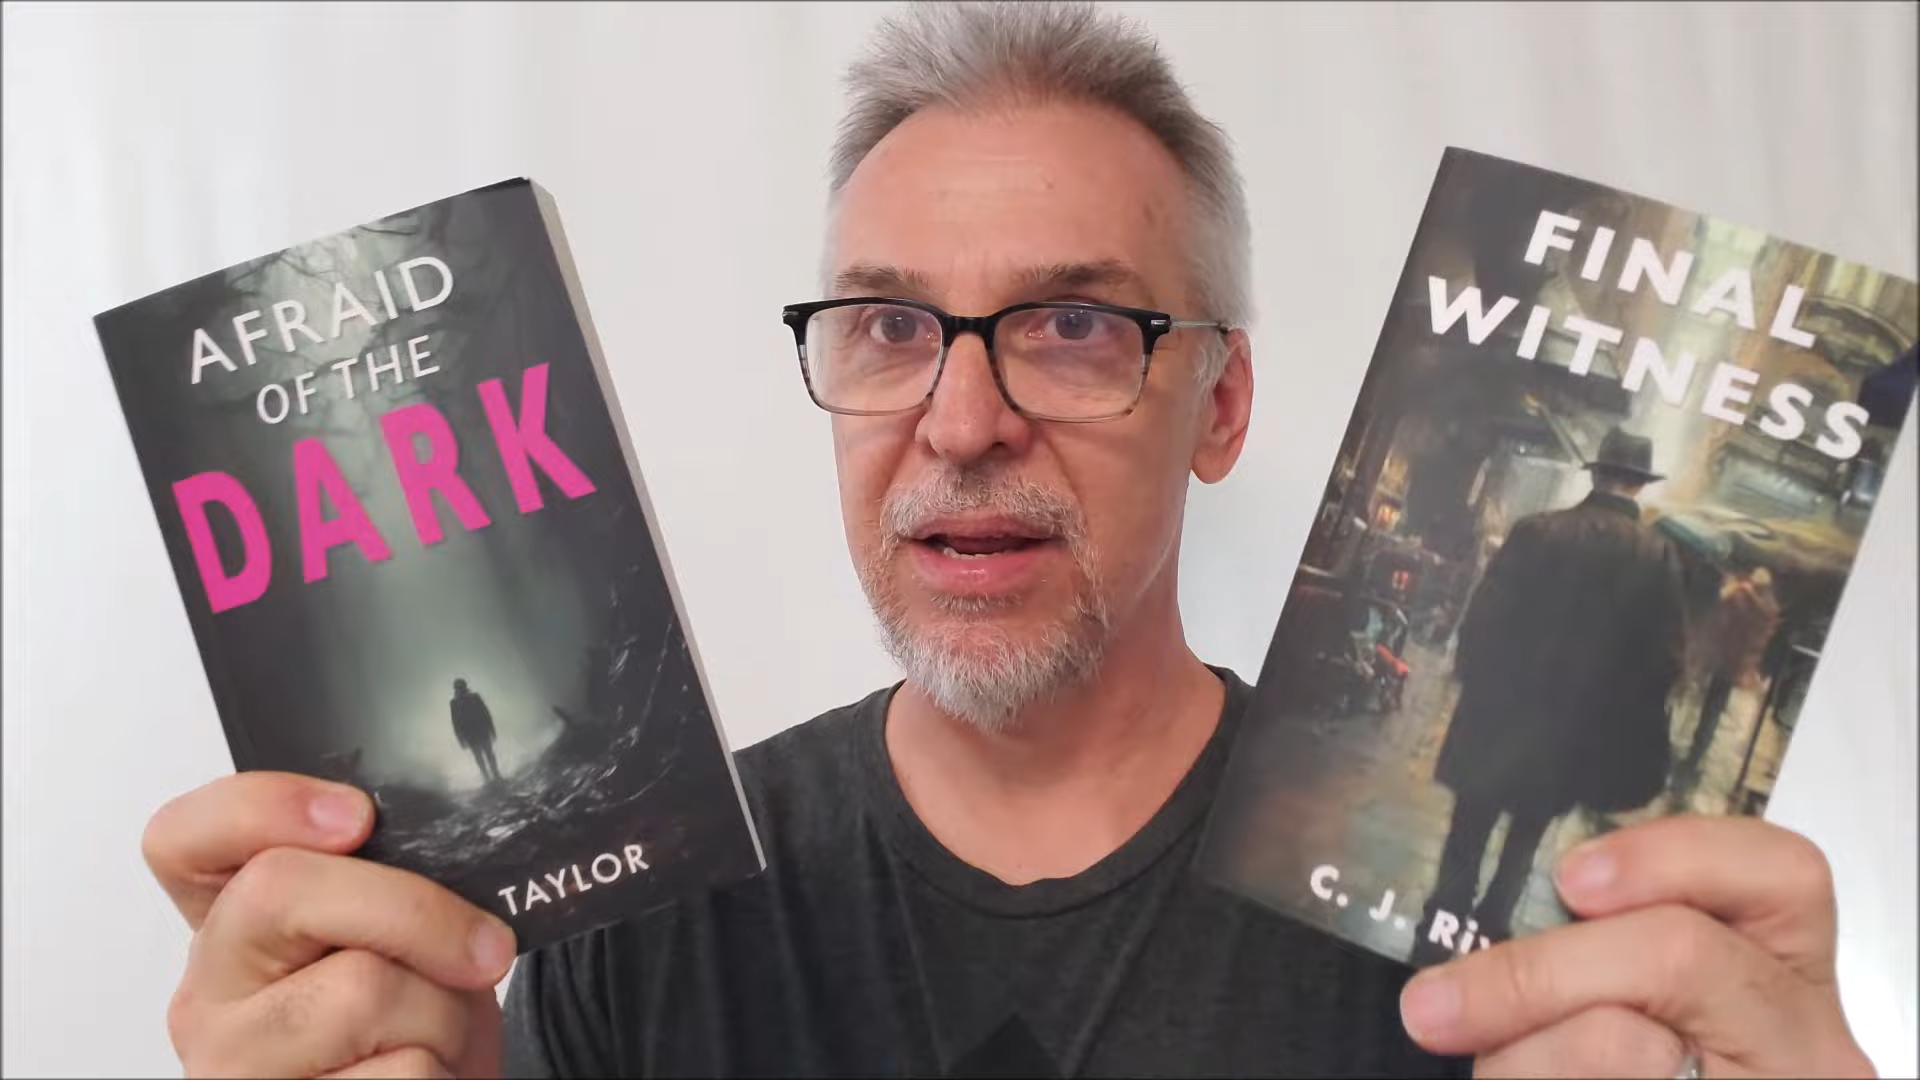 AFRAID
OF THE
DARK
TAYLOR
FINAL
WITNESS
C. J.